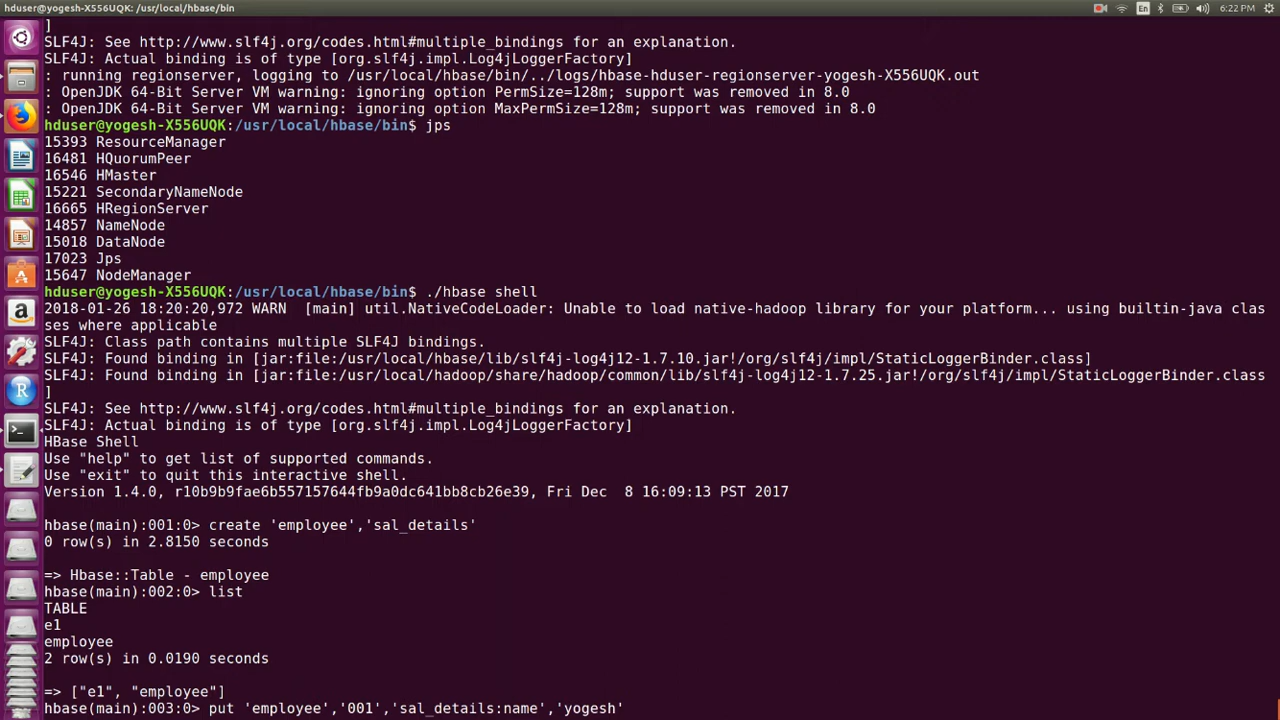 hduser@yogesh-X556UQK: /usr/local/hbase/bin
En
6:22 PM
]
SLF4J: See http://www.slf4j.org/codes.html#multiple_bindings for an explanation.
SLF4J: Actual binding is of type [org.slf4j.impl.Log4jLoggerFactory]
: running regionserver, logging to /usr/local/hbase/bin/../logs/hbase-hduser-regionserver-yogesh-X556UQK.out
: OpenJDK 64-Bit Server VM warning: ignoring option PermSize=128m; support was removed in 8.0
: OpenJDK 64-Bit Server VM warning: ignoring option MaxPermSize=128m; support was removed in 8.0
hduser@yogesh-X556UQK:/usr/local/hbase/bin$ jps
15393 ResourceManager
16481 HQuorumPeer
16546 HMaster
15221 SecondaryNameNode
16665 HRegionServer
14857 NameNode
15018 DataNode
17023 Jps
15647 NodeManager
hduser@yogesh-X556UQK:/usr/local/hbase/bin$ ./hbase shell
2018-01-26 18:20:20,972 WARN  [main] util.NativeCodeLoader: Unable to load native-hadoop library for your platform... using builtin-java clas
ses where applicable
SLF4J: Class path contains multiple SLF4J bindings.
SLF4J: Found binding in [jar:file:/usr/local/hbase/lib/slf4j-log4j12-1.7.10.jar!/org/slf4j/impl/StaticLoggerBinder.class]
SLF4J: Found binding in [jar:file:/usr/local/hadoop/share/hadoop/common/lib/slf4j-log4j12-1.7.25.jar!/org/slf4j/impl/StaticLoggerBinder.class
]
SLF4J: See http://www.slf4j.org/codes.html#multiple_bindings for an explanation.
SLF4J: Actual binding is of type [org.slf4j.impl.Log4jLoggerFactory]
HBase Shell
Use "help" to get list of supported commands.
Use "exit" to quit this interactive shell.
Version 1.4.0, r10b9b9fae6b557157644fb9a0dc641bb8cb26e39, Fri Dec  8 16:09:13 PST 2017
hbase(main):001:0> create 'employee','sal_details'
0 row(s) in 2.8150 seconds
=> Hbase::Table - employee
hbase(main):002:0> list
TABLE
e1
employee
2 row(s) in 0.0190 seconds
=> ["e1", "employee"]
hbase(main):003:0> put 'employee','001','sal_details:name','yogesh'